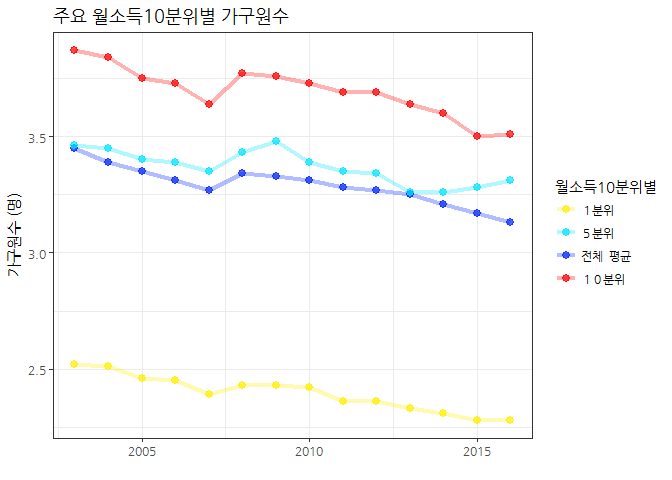 주요 월소득10분위별 가구원수
가구원수 (명)
3.5
3.0
2.5
2005
2010
2015
월소득10분위별
1분위
5분위
전체 평균
10분위